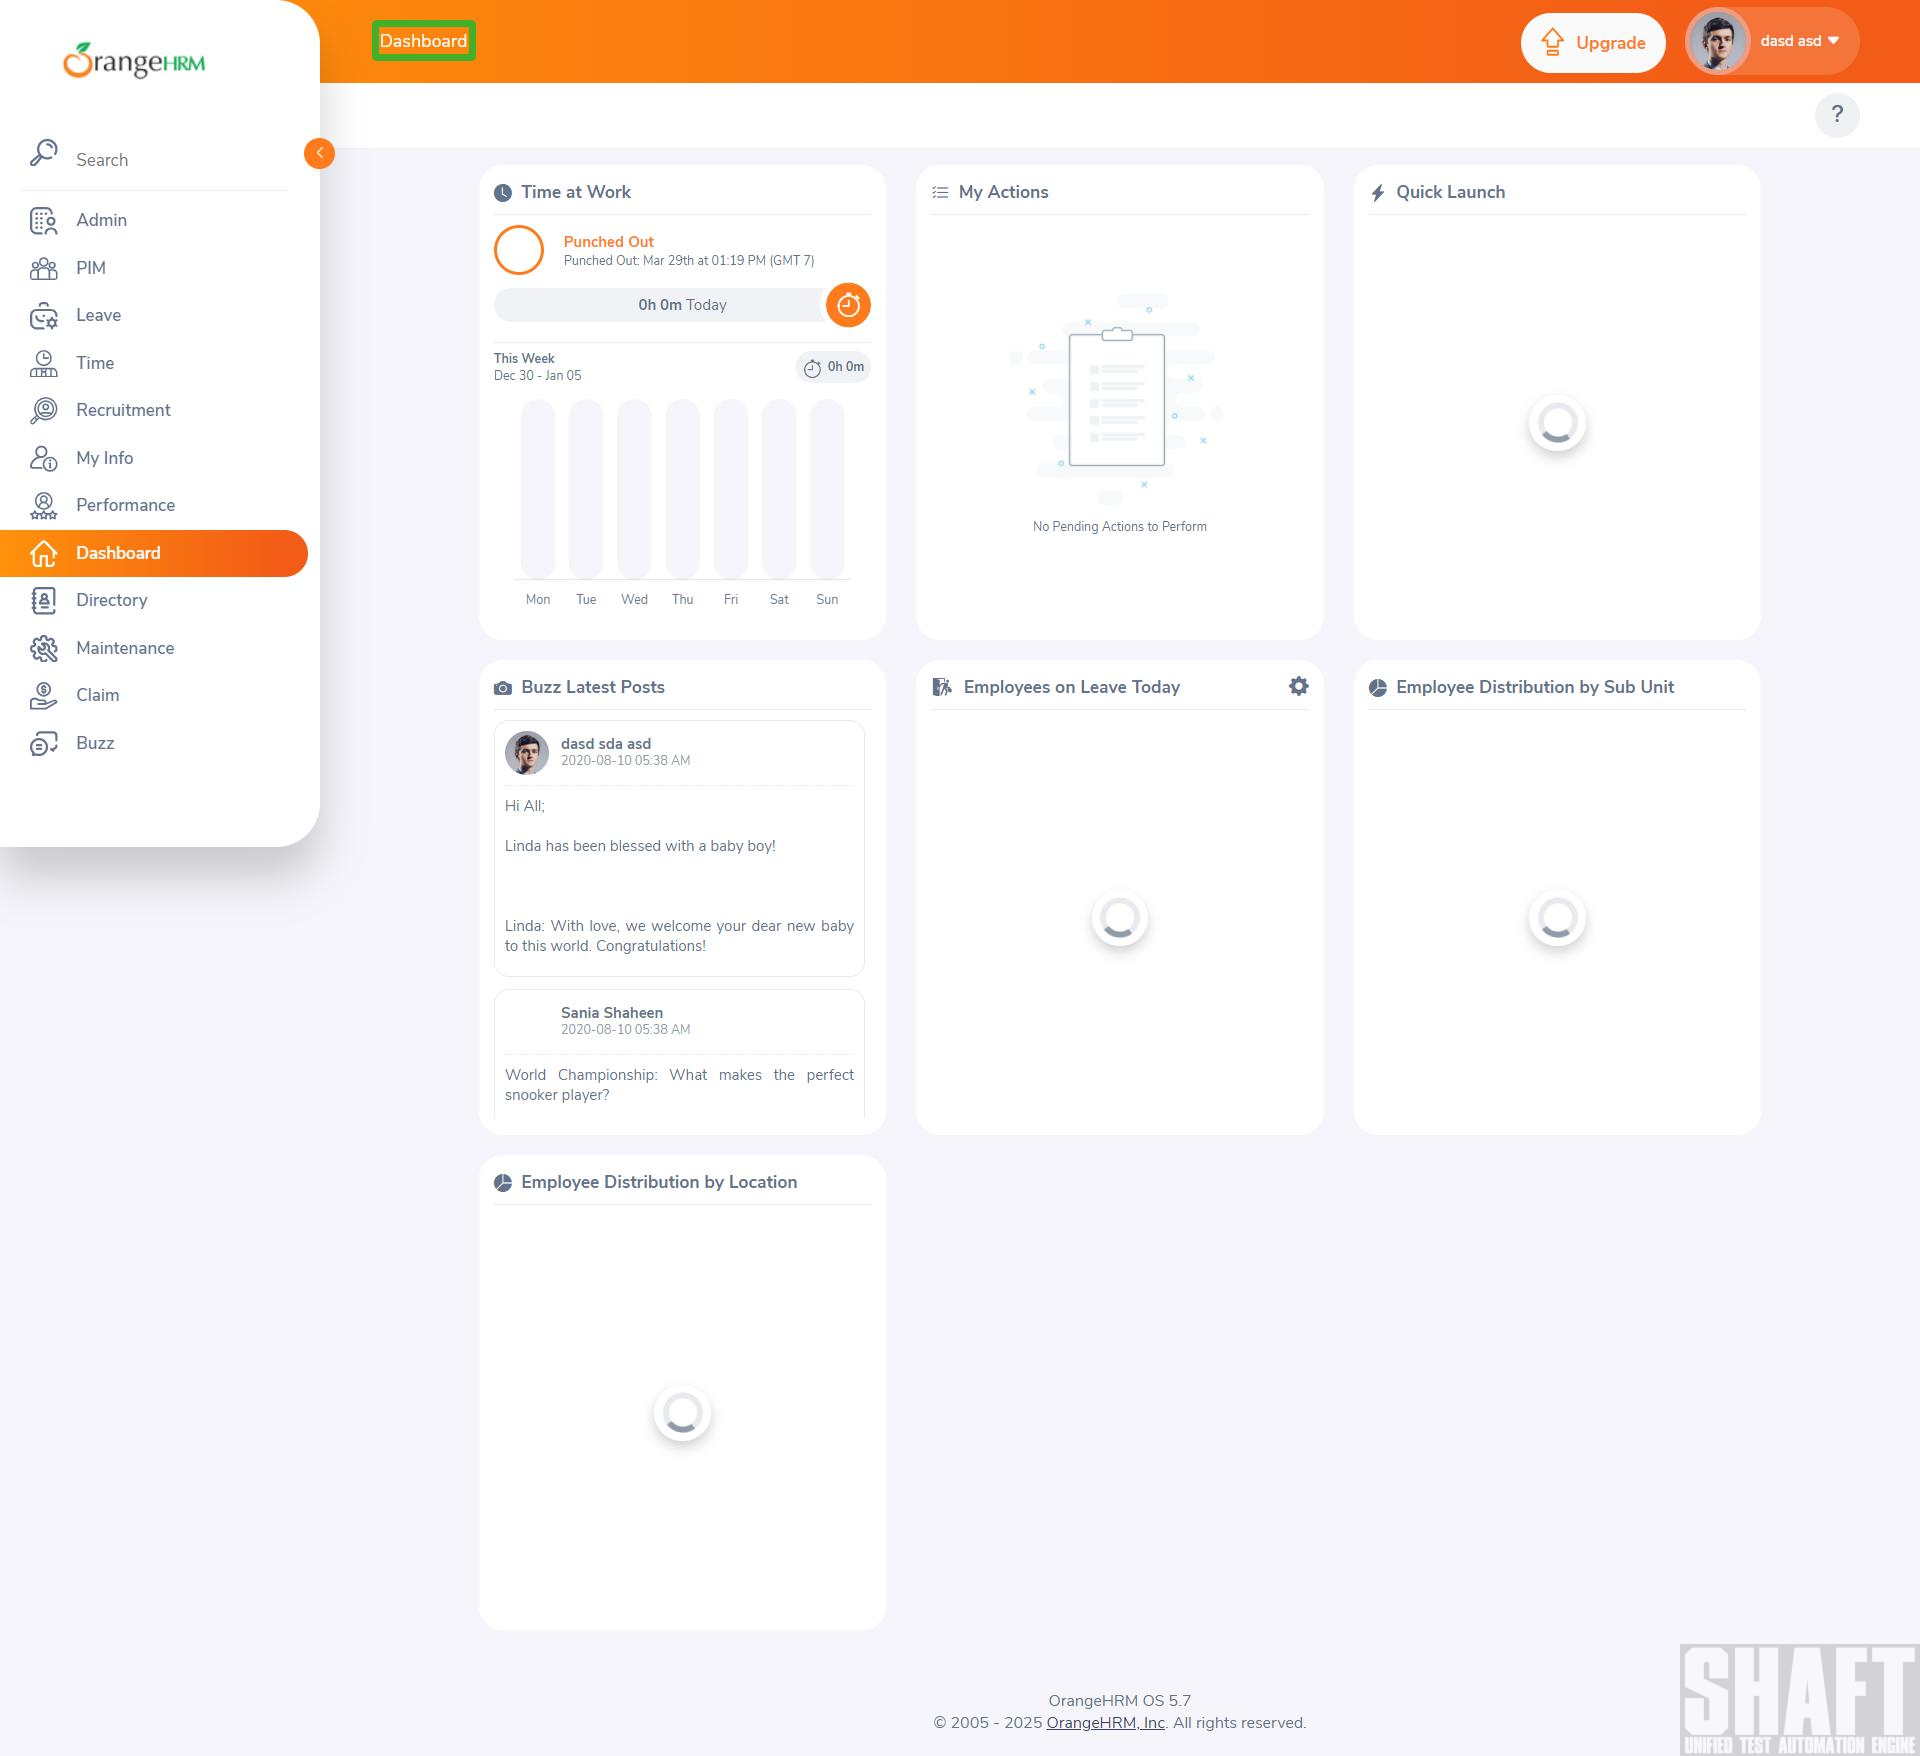 OrangeHRM
Dashboard
Upgrade
dasd asd
?
Search
Admin
PIM
Leave
Time
Recruitment
My Info
Performance
Dashboard
Directory
Maintenance
Claim
Buzz
Time at Work
Punched Out
Punched Out: Mar 29th at 01:19 PM (GMT 7)
0h 0m Today
This Week
Dec 30 - Jan 05
0h 0m
Mon Tue Wed Thu Fri Sat Sun
My Actions
No Pending Actions to Perform
Quick Launch
Buzz Latest Posts
dasd sda asd
2020-08-10 05:38 AM
Hi All;
Linda has been blessed with a baby boy!
Linda: With love, we welcome your dear new baby
to this world. Congratulations!
Sania Shaheen
2020-08-10 05:38 AM
World Championship: What makes the perfect
snooker player?
Employees on Leave Today
Employee Distribution by Sub Unit
Employee Distribution by Location
OrangeHRM OS 5.7
© 2005 - 2025 OrangeHRM, Inc. All rights reserved.
SHAFT
UNIFIED TEST AUTOMATION ENGINE